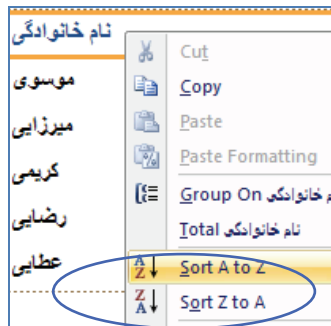 نام خانوادگی
موسوی
میرزایی
کریمی
رضایی
عطایی
Cut
Copy
Paste
Paste Formatting
Group On نام خانوادگی
Total نام خانوادگی
Sort A to Z
Sort Z to A